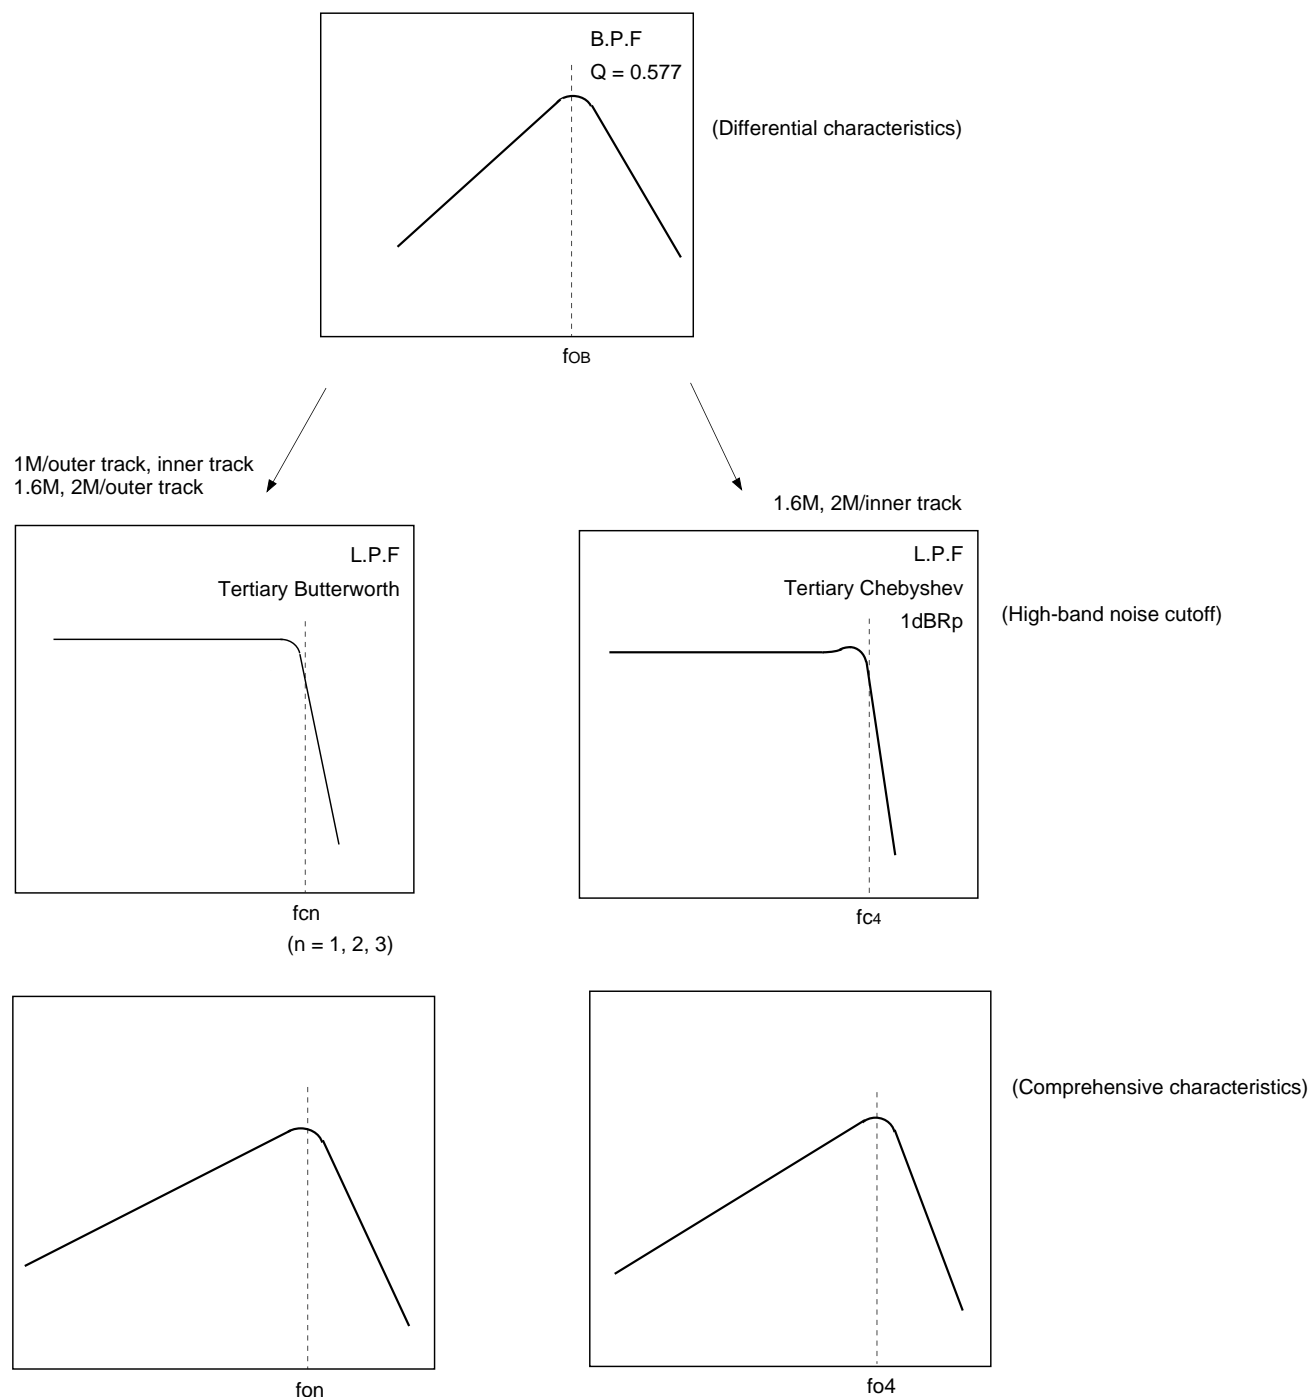 B.P.F
Q = 0.577
(Differential characteristics)
fOB
1M/outer track, inner track
1.6M, 2M/outer track
1.6M, 2M/inner track
L.P.F
Tertiary Butterworth
L.P.F
Tertiary Chebyshev
1dBRp
(High-band noise cutoff)
fcn
(n = 1, 2, 3)
fc4
(Comprehensive characteristics)
fon
fo4